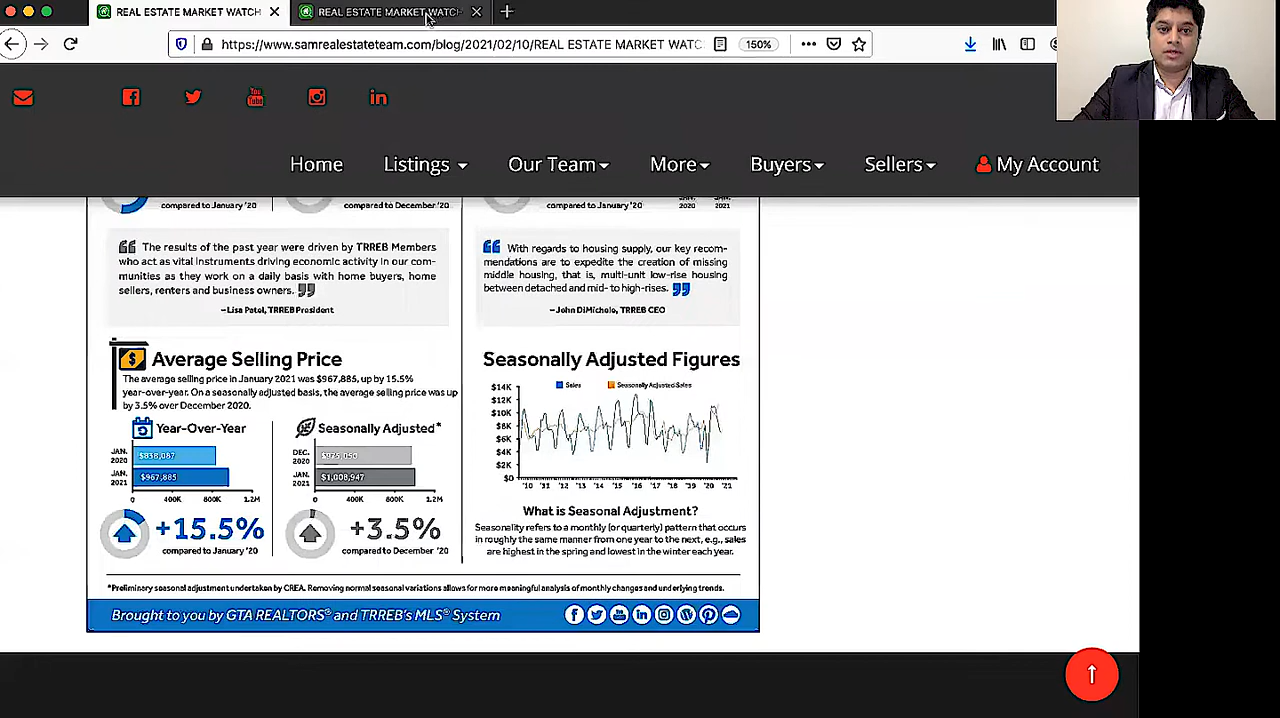 REAL ESTATE MARKET WATCH
REAL ESTATE MARKET WATCH
https://www.samrealestateteam.com/blog/2021/02/10/REAL ESTATE MARKET WATC
150%
Home
Listings
Our Team
More
Buyers
Sellers
My Account
compared to January '20
compared to December '20
compared to January '20
JAN. 2020
JAN. 2021
The results of the past year were driven by TRREB Members
who act as vital instruments driving economic activity in our com-
munities as they work on a daily basis with home buyers, home
sellers, renters and business owners.
–Lisa Patel, TRREB President
With regards to housing supply, our key recom-
mendations are to expedite the creation of missing
middle housing, that is, multi-unit low-rise housing
between detached and mid- to high-rises.
–John DiMichele, TRREB CEO
Average Selling Price
The average selling price in January 2021 was $967,885, up by 15.5%
year-over-year. On a seasonally adjusted basis, the average selling price was up
by 3.5% over December 2020.
Year-Over-Year
JAN. 2020
$838,087
JAN. 2021
$967,885
0 400K 800K 1.2M
+15.5%
compared to January '20
Seasonally Adjusted*
DEC. 2020
JAN. 2021
$1,008,947
0 400K 800K 1.2M
+3.5%
compared to December '20
Seasonally Adjusted Figures
Sales
Seasonally Adjusted Sales
$14K
$12K
$10K
$8K
$6K
$4K
$2K
$0
'10 '11 '12 '13 '14 '15 '16 '17 '18 '19 '20 '21
What is Seasonal Adjustment?
Seasonality refers to a monthly (or quarterly) pattern that occurs
in roughly the same manner from one year to the next, e.g., sales
are highest in the spring and lowest in the winter each year.
*Preliminary seasonal adjustment undertaken by CREA. Removing normal seasonal variations allows for more meaningful analysis of monthly changes and underlying trends.
Brought to you by GTA REALTORS® and TRREB's MLS® System